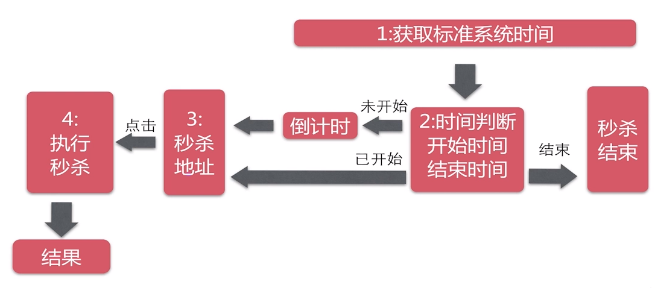 1:获取标准系统时间
2:时间判断
开始时间
结束时间
未开始
倒计时
已开始
结束
秒杀
结束
3:
秒杀
地址
点击
4:
执行
秒杀
结果